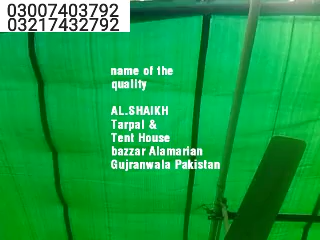 03007403792
03217432792
name of the
quality
AL.SHAIKH
Tarpal &
Tent House
bazzar Alamarian
Gujranwala Pakistan